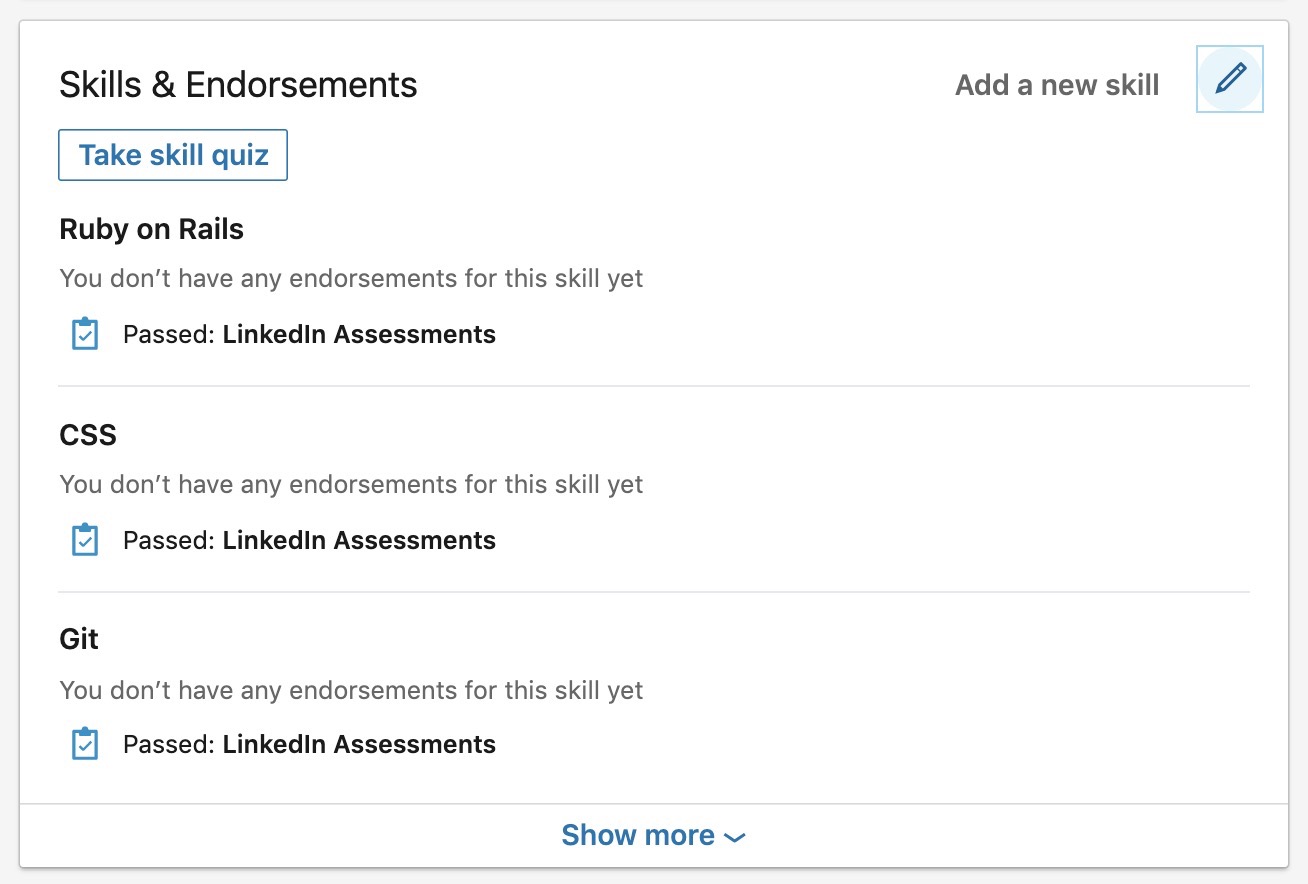 Skills & Endorsements
Add a new skill
Take skill quiz
Ruby on Rails
You don’t have any endorsements for this skill yet
Passed: LinkedIn Assessments
CSS
You don’t have any endorsements for this skill yet
Passed: LinkedIn Assessments
Git
You don’t have any endorsements for this skill yet
Passed: LinkedIn Assessments
Show more